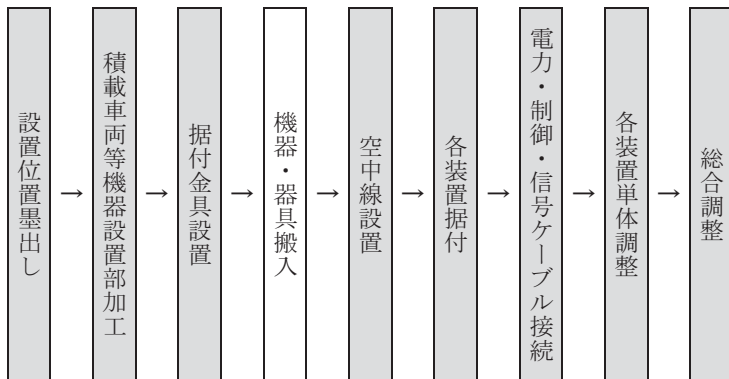 設置位置墨出し
→
積載車両等機器設置部加工
→
据付金具設置
→
機器・器具搬入
→
空中線設置
→
各装置据付
→
電力・制御・信号ケーブル接続
→
各装置単体調整
→
総合調整